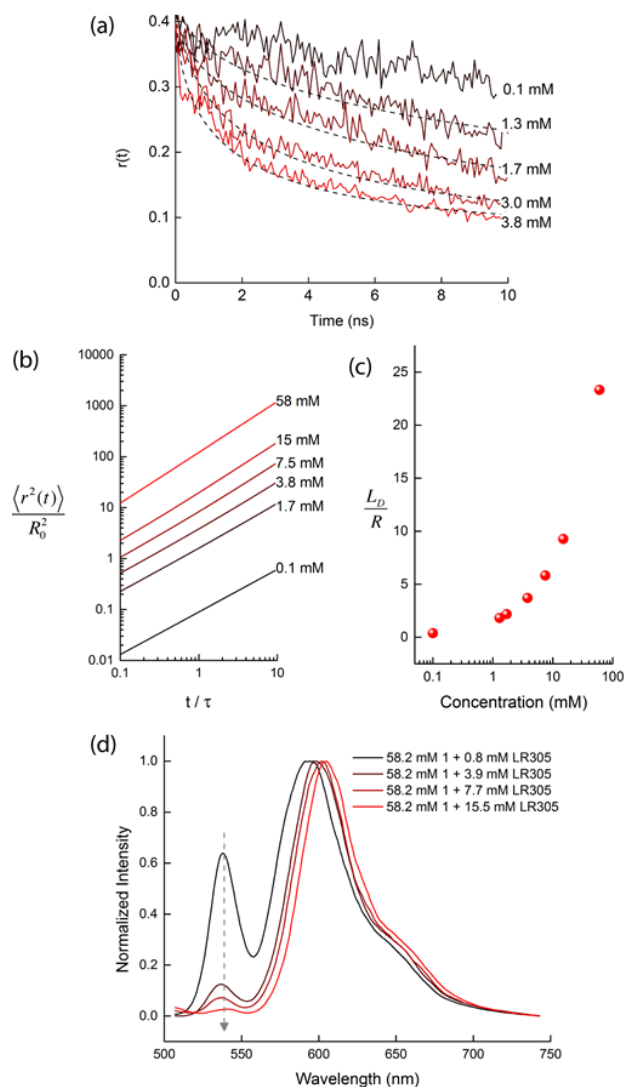 (a)
0.4
0.3
0.2
0.1
0.0
r(t)
0.1 mM
1.3 mM
1.7 mM
3.0 mM
3.8 mM
0 2 4 6 8 10
Time (ns)
(b)
10000
1000
100
10
1
0.1
0.01
⟨r²(t)⟩
R₀²
58 mM
15 mM
7.5 mM
3.8 mM
1.7 mM
0.1 mM
0.1 1 10
t / τ
(c)
25
20
15
10
5
0
L_D
R
0.1 1 10 100
Concentration (mM)
(d)
1.0
0.8
0.6
0.4
0.2
0.0
Normalized Intensity
58.2 mM 1 + 0.8 mM LR305
58.2 mM 1 + 3.9 mM LR305
58.2 mM 1 + 7.7 mM LR305
58.2 mM 1 + 15.5 mM LR305
500 550 600 650 700 750
Wavelength (nm)